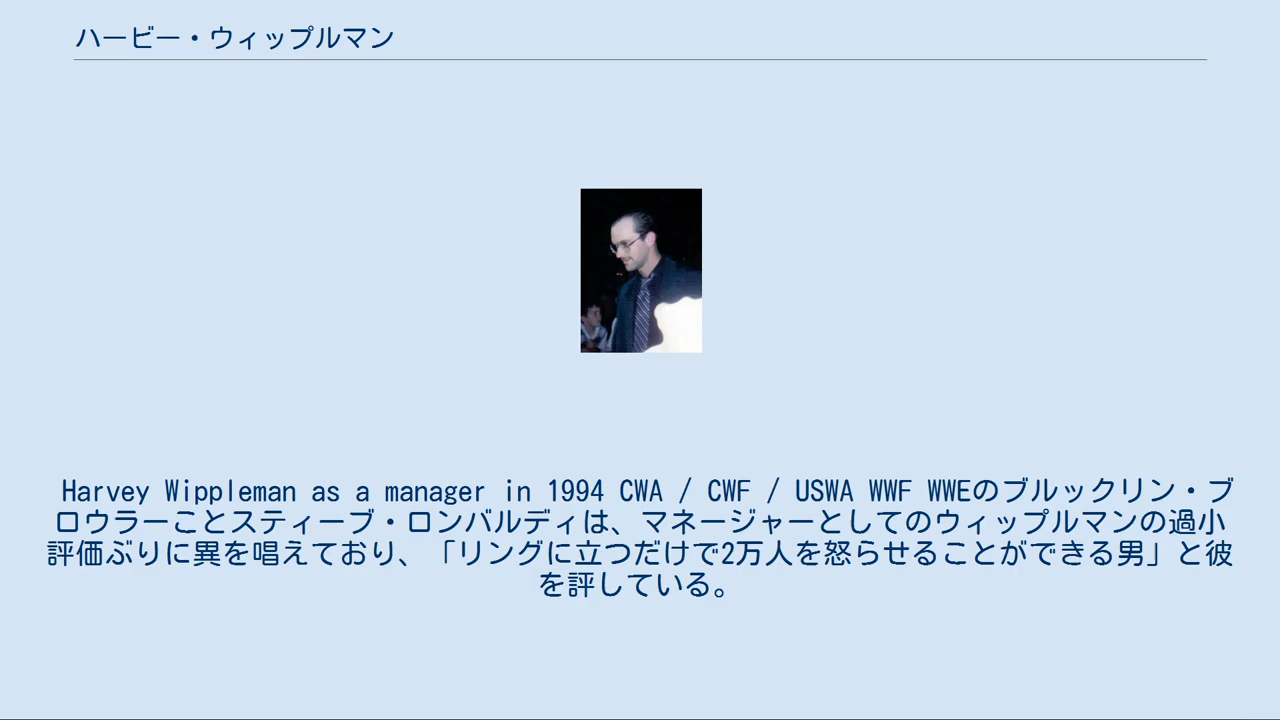 ハービー・ウィップルマン
Harvey Wippleman as a manager in 1994 CWA / CWF / USWA WWF WWEのブルックリン・ブ
ロウラーことスティーブ・ロンバルディは、マネージャーとしてのウィップルマンの過小
評価ぶりに異を唱えており、「リングに立つだけで2万人を怒らせることができる男」と彼
を評している。